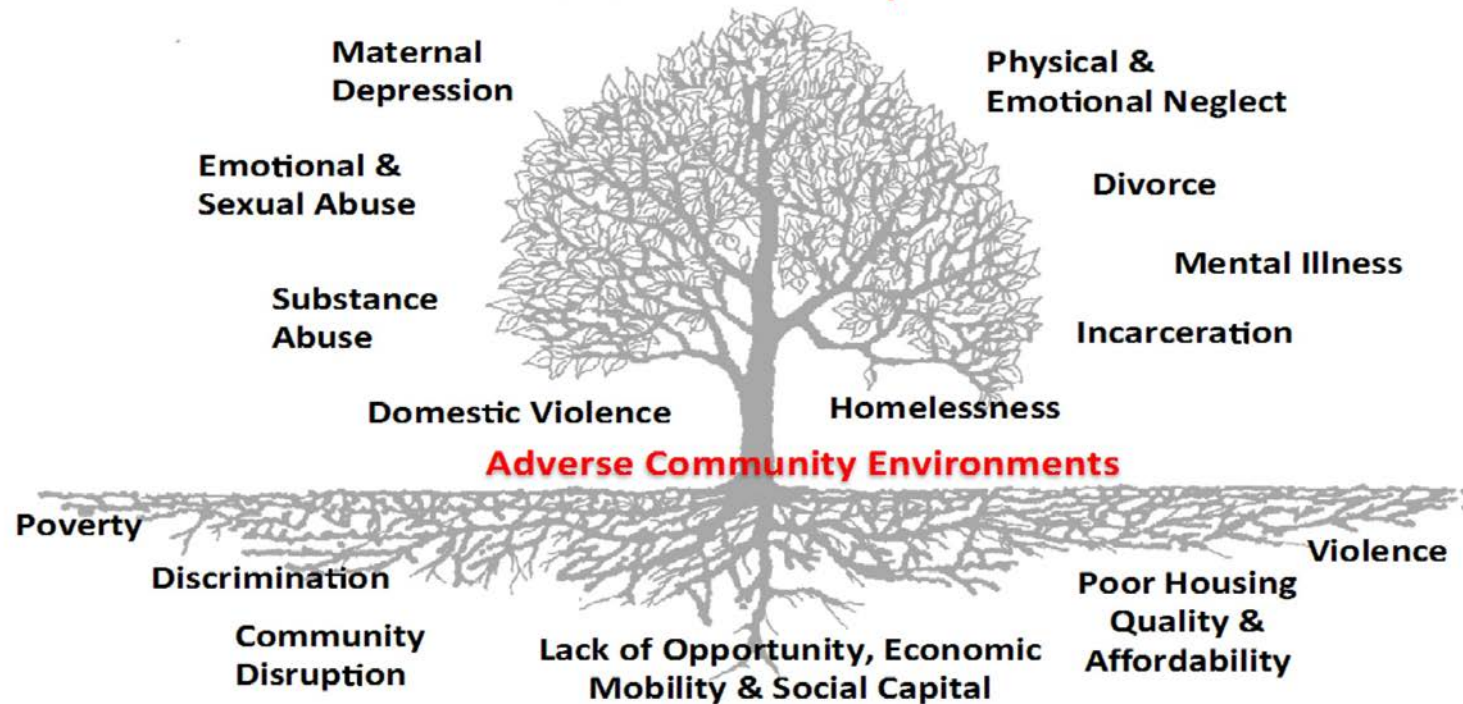 Maternal
Depression
Physical &
Emotional Neglect
Emotional &
Sexual Abuse
Divorce
Mental Illness
Substance
Abuse
Incarceration
Domestic Violence
Homelessness
Adverse Community Environments
Poverty
Violence
Discrimination
Poor Housing
Quality &
Affordability
Community
Disruption
Lack of Opportunity, Economic
Mobility & Social Capital